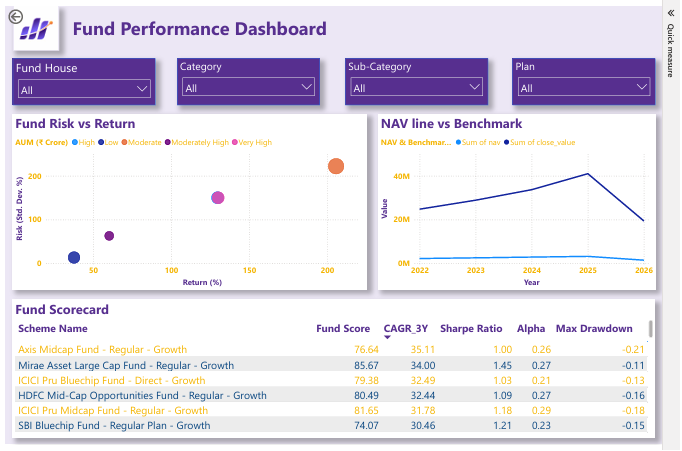 Fund Performance Dashboard
Quick measure
Fund House
All
Category
All
Sub-Category
All
Plan
All
Fund Risk vs Return
AUM (₹ Crore) High Low Moderate Moderately High Very High
Risk (Std. Dev. %)
200
100
0
50 100 150 200
Return (%)
NAV line vs Benchmark
NAV & Benchmar... Sum of nav Sum of close_value
Value
40M
20M
0M
2022 2023 2024 2025 2026
Year
Fund Scorecard
Scheme Name Fund Score CAGR_3Y Sharpe Ratio Alpha Max Drawdown
Axis Midcap Fund - Regular - Growth 76.64 35.11 1.00 0.26 -0.21
Mirae Asset Large Cap Fund - Regular - Growth 85.67 34.00 1.45 0.27 -0.11
ICICI Pru Bluechip Fund - Direct - Growth 79.38 32.49 1.03 0.21 -0.13
HDFC Mid-Cap Opportunities Fund - Regular - Growth 80.49 32.44 1.09 0.27 -0.16
ICICI Pru Midcap Fund - Regular - Growth 81.65 31.78 1.18 0.29 -0.18
SBI Bluechip Fund - Regular Plan - Growth 74.07 30.46 1.21 0.23 -0.15